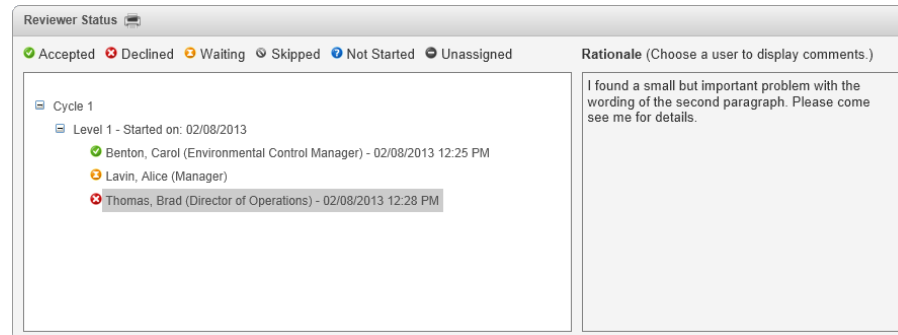 Reviewer Status
Accepted Declined Waiting Skipped Not Started Unassigned
Rationale (Choose a user to display comments.)
Cycle 1
Level 1 - Started on: 02/08/2013
Benton, Carol (Environmental Control Manager) - 02/08/2013 12:25 PM
Lavin, Alice (Manager)
Thomas, Brad (Director of Operations) - 02/08/2013 12:28 PM
I found a small but important problem with the
wording of the second paragraph. Please come
see me for details.